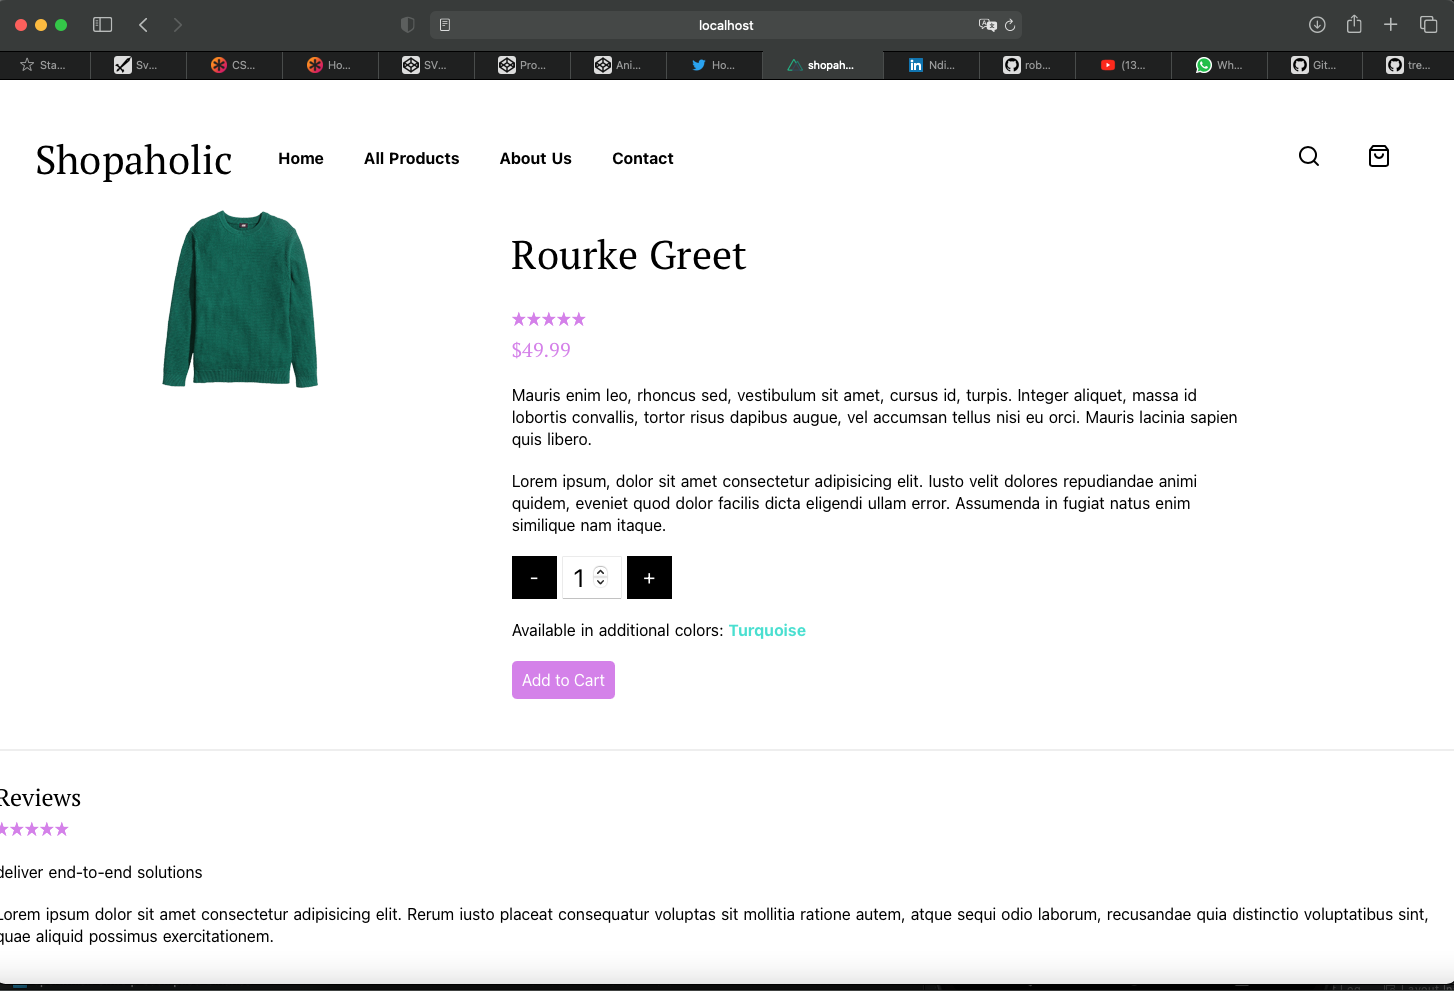 localhost
Sta...
Sv...
CS...
Ho...
SV...
Pro...
Ani...
Ho...
shopah...
Ndi...
rob...
(13...
Wh...
Git...
tre...
Shopaholic
Home
All Products
About Us
Contact
Rourke Greet
★★★★★
$49.99
Mauris enim leo, rhoncus sed, vestibulum sit amet, cursus id, turpis. Integer aliquet, massa id
lobortis convallis, tortor risus dapibus augue, vel accumsan tellus nisi eu orci. Mauris lacinia sapien
quis libero.
Lorem ipsum, dolor sit amet consectetur adipisicing elit. Iusto velit dolores repudiandae animi
quidem, eveniet quod dolor facilis dicta eligendi ullam error. Assumenda in fugiat natus enim
similique nam itaque.
- 1 +
Available in additional colors: Turquoise
Add to Cart
Reviews
★★★★★
deliver end-to-end solutions
Lorem ipsum dolor sit amet consectetur adipisicing elit. Rerum iusto placeat consequatur voluptas sit mollitia ratione autem, atque sequi odio laborum, recusandae quia distinctio voluptatibus sint,
quae aliquid possimus exercitationem.